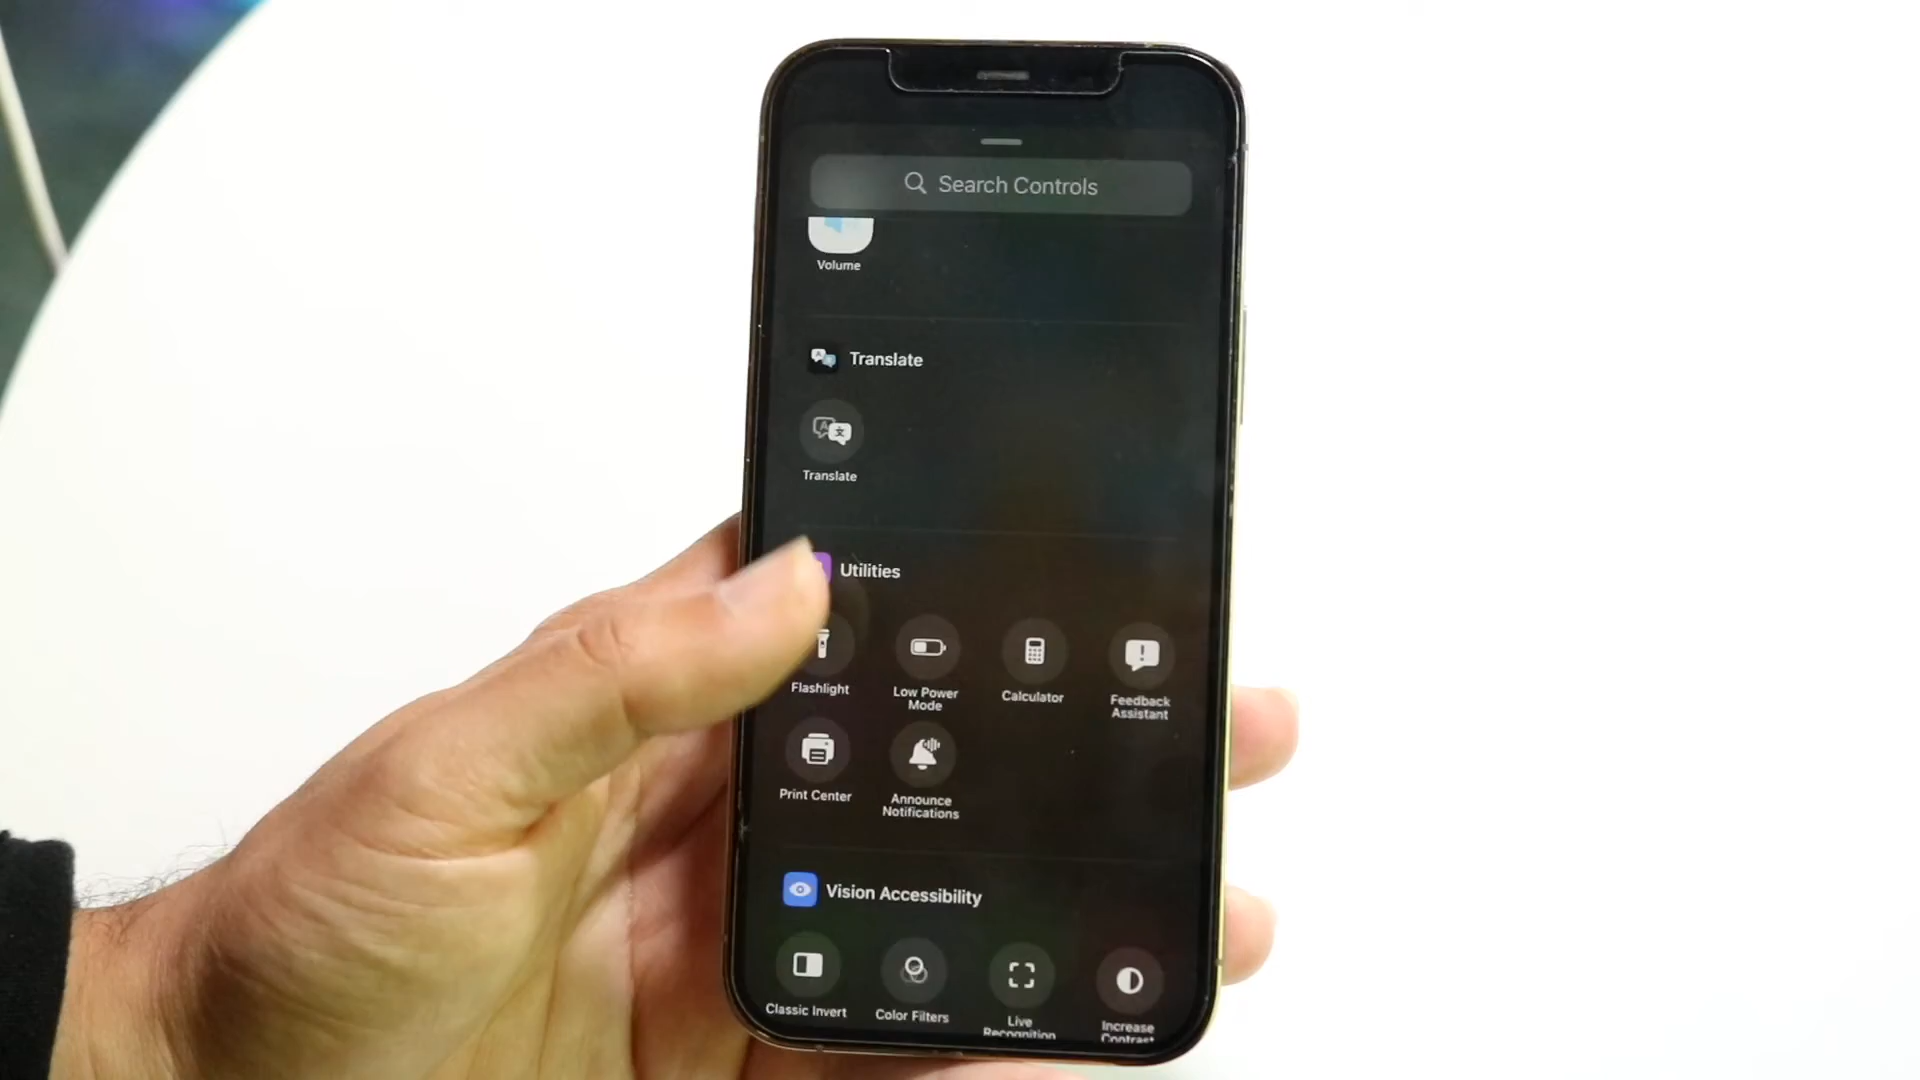 Search Controls
Volume
Translate
Translate
Utilities
Flashlight
Low Power
Mode
Calculator
Feedback
Assistant
Print Center
Announce
Notifications
Vision Accessibility
Classic Invert
Color Filters
Live
Recognition
Increase
Contrast